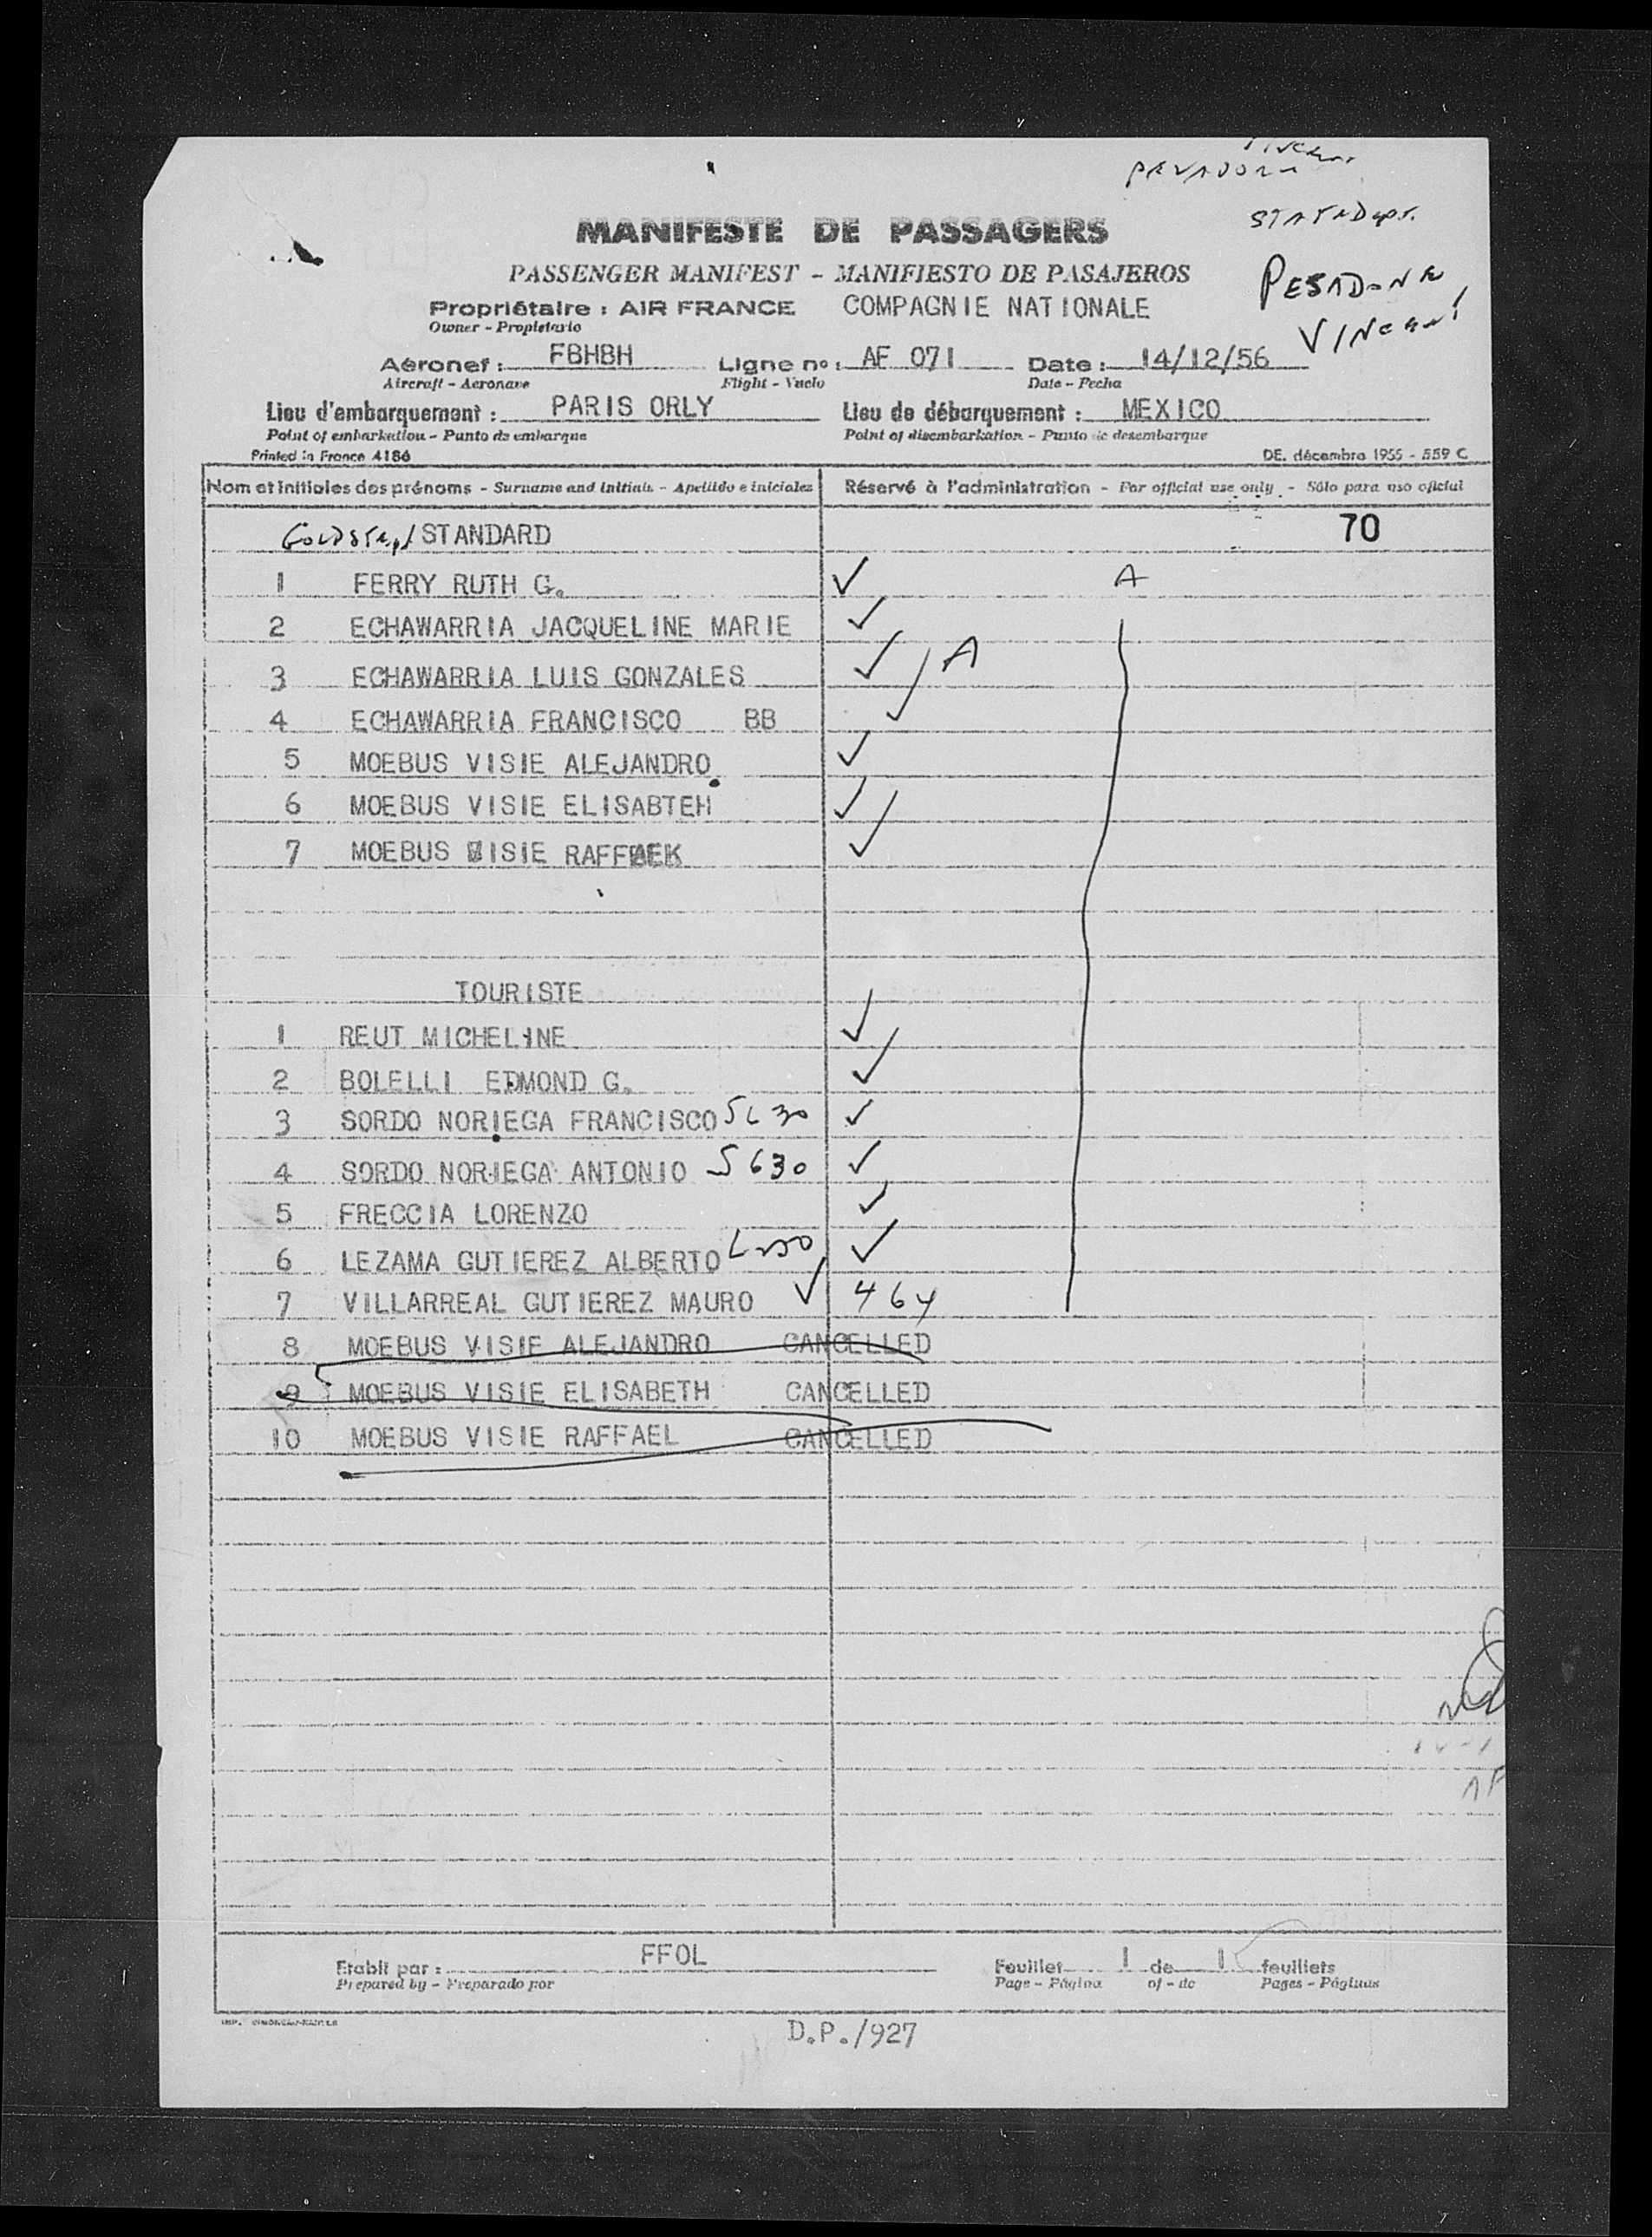 STATEDept.
MANIFESTE DE PASSAGERS
PASSENGER MANIFEST - MANIFIESTO DE PASAJEROS
Propriétaire : AIR FRANCE COMPAGNIE NATIONALE
Owner - Propietario
Aéronef : FBHBH Ligne no : AF 071 Date : 14/12/56
Aircraft - Aeronave Flight - Vuelo Date - Fecha
Lieu d'embarquement : PARIS ORLY Lieu de débarquement : MEXICO
Point of embarkation - Punto de embarque Point of disembarkation - Punto de desembarque
Printed in France 4186 DE. décembre 1955 - 559 C
Nom et initiales des prénoms - Surname and initials - Apellido e iniciales Réservé à l'administration - For official use only - Sólo para uso oficial
STANDARD 70
1 FERRY RUTH G. ✓ A
2 ECHAWARRIA JACQUELINE MARIE ✓
3 ECHAWARRIA LUIS GONZALES ✓ A
4 ECHAWARRIA FRANCISCO BB ✓
5 MOEBUS VISIE ALEJANDRO ✓
6 MOEBUS VISIE ELISABTEH ✓
7 MOEBUS VISIE RAFFAEK ✓
TOURISTE
1 REUT MICHELINE ✓
2 BOLELLI EDMOND G. ✓
3 SORDO NORIEGA FRANCISCO S630 ✓
4 SORDO NORIEGA ANTONIO S630 ✓
5 FRECCIA LORENZO ✓
6 LEZAMA GUTIEREZ ALBERTO L250 ✓
7 VILLARREAL GUTIEREZ MAURO ✓ 464
8 MOEBUS VISIE ALEJANDRO CANCELLED
9 MOEBUS VISIE ELISABETH CANCELLED
10 MOEBUS VISIE RAFFAEL CANCELLED
Etabli par : FFOL Feuillet 1 de 1 feuillets
Prepared by - Preparado por Page - Página of - de Pages - Páginas
D.P./927